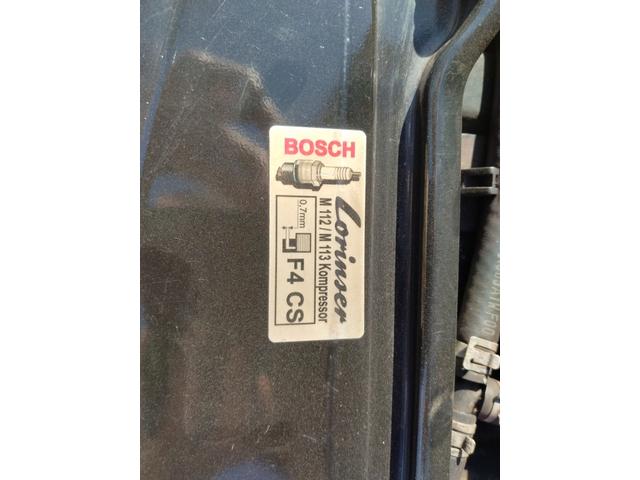 BOSCH
Lorinser
M 112 / M 113 Kompressor
0,7mm
F4 CS